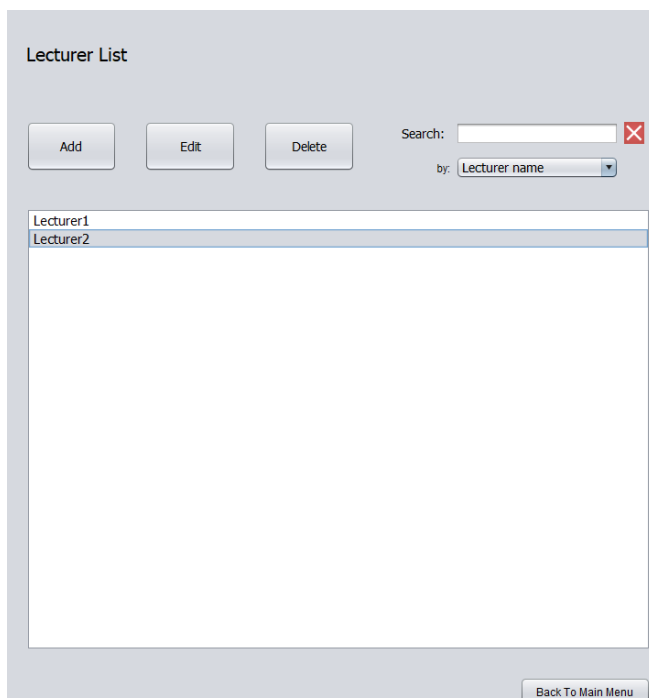 Lecturer List
Add Edit Delete Search:
by: Lecturer name
Lecturer1
Lecturer2
Back To Main Menu